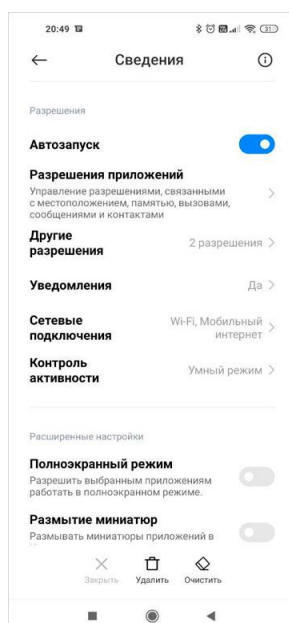 20:49
31
Сведения
Разрешения
Автозапуск
Разрешения приложений
Управление разрешениями, связанными
с местоположением, памятью, вызовами,
сообщениями и контактами
Другие
разрешения
2 разрешения
Уведомления
Да
Сетевые
подключения
Wi-Fi, Мобильный
интернет
Контроль
активности
Умный режим
Расширенные настройки
Полноэкранный режим
Разрешить выбранным приложениям
работать в полноэкранном режиме.
Размытие миниатюр
Размывать миниатюры приложений в
Закрыть
Удалить
Очистить